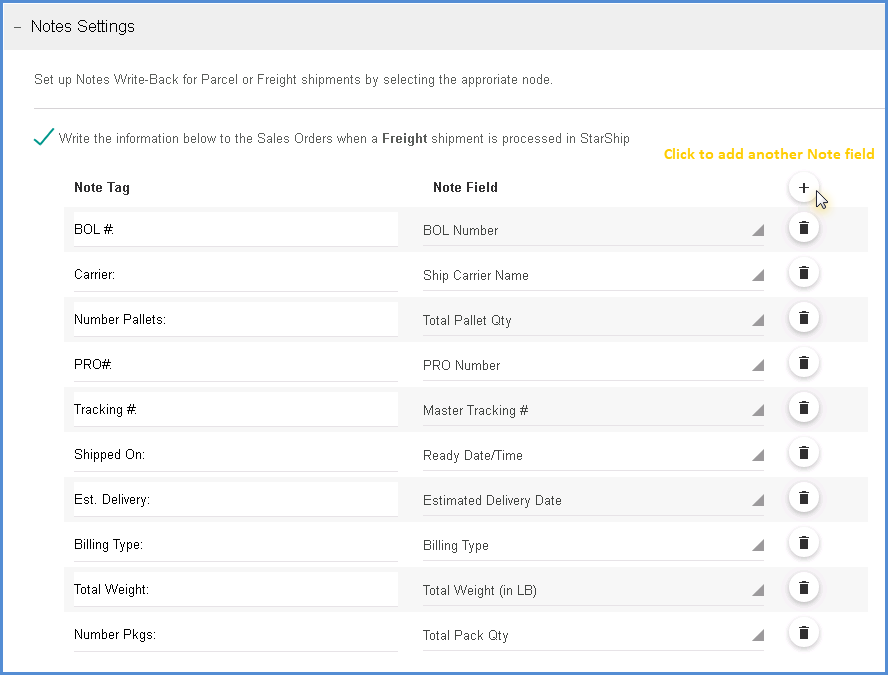 – Notes Settings
Set up Notes Write-Back for Parcel or Freight shipments by selecting the approriate node.
Write the information below to the Sales Orders when a Freight shipment is processed in StarShip
Click to add another Note field
Note Tag Note Field +
BOL #: BOL Number
Carrier: Ship Carrier Name
Number Pallets: Total Pallet Qty
PRO#: PRO Number
Tracking #: Master Tracking #
Shipped On: Ready Date/Time
Est. Delivery: Estimated Delivery Date
Billing Type: Billing Type
Total Weight: Total Weight (in LB)
Number Pkgs: Total Pack Qty